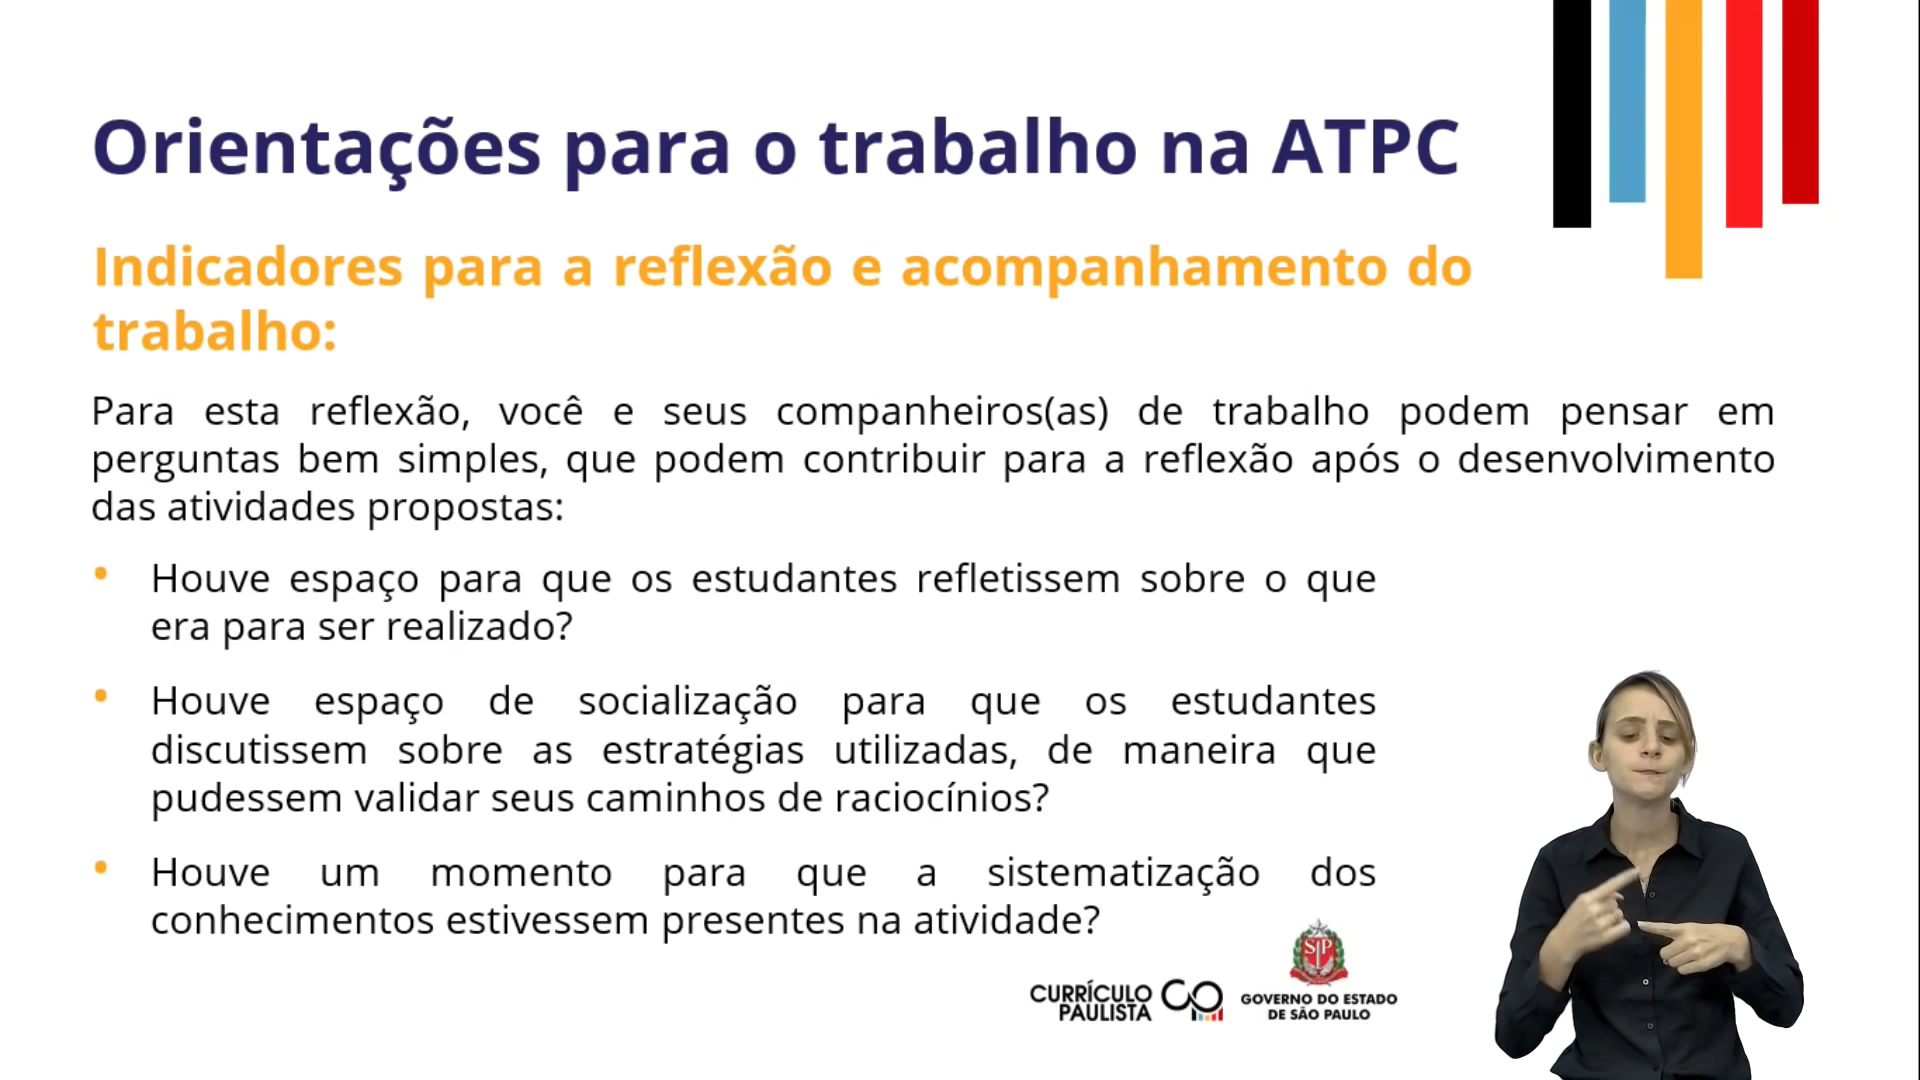 Orientações para o trabalho na ATPC
Indicadores para a reflexão e acompanhamento do
trabalho:
Para esta reflexão, você e seus companheiros(as) de trabalho podem pensar em
perguntas bem simples, que podem contribuir para a reflexão após o desenvolvimento
das atividades propostas:
• Houve espaço para que os estudantes refletissem sobre o que
era para ser realizado?
• Houve espaço de socialização para que os estudantes
discutissem sobre as estratégias utilizadas, de maneira que
pudessem validar seus caminhos de raciocínios?
• Houve um momento para que a sistematização dos
conhecimentos estivessem presentes na atividade?
SP
CURRÍCULO
PAULISTA
GOVERNO DO ESTADO
DE SÃO PAULO